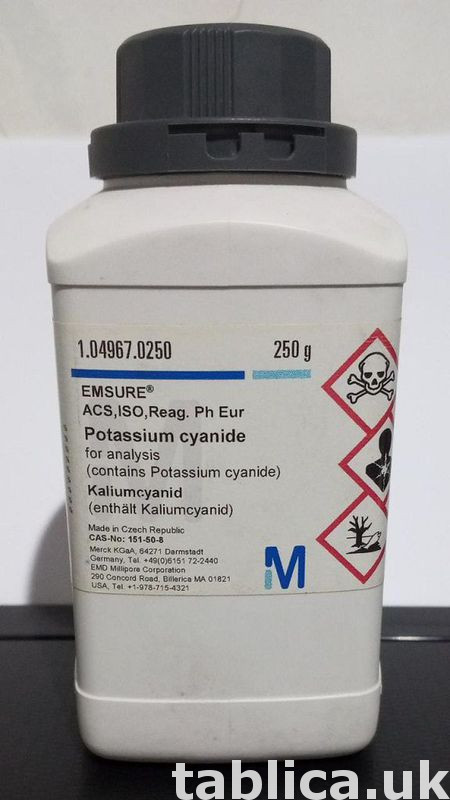 1.04967.0250 250 g
EMSURE®
ACS,ISO,Reag. Ph Eur
Potassium cyanide
for analysis
(contains Potassium cyanide)
Kaliumcyanid
(enthält Kaliumcyanid)
Made in Czech Republic
CAS-No: 151-50-8
Merck KGaA, 64271 Darmstadt
Germany, Tel. +49(0)6151 72-2440
EMD Millipore Corporation
290 Concord Road, Billerica MA 01821
USA, Tel. +1-978-715-4321
M
tablica.uk